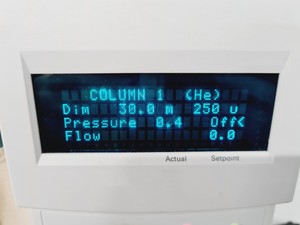 COLUMN 1 (He)
Dim 30.0 m 250 u
Pressure 0.4 Off<
Flow 0.0
Actual Setpoint